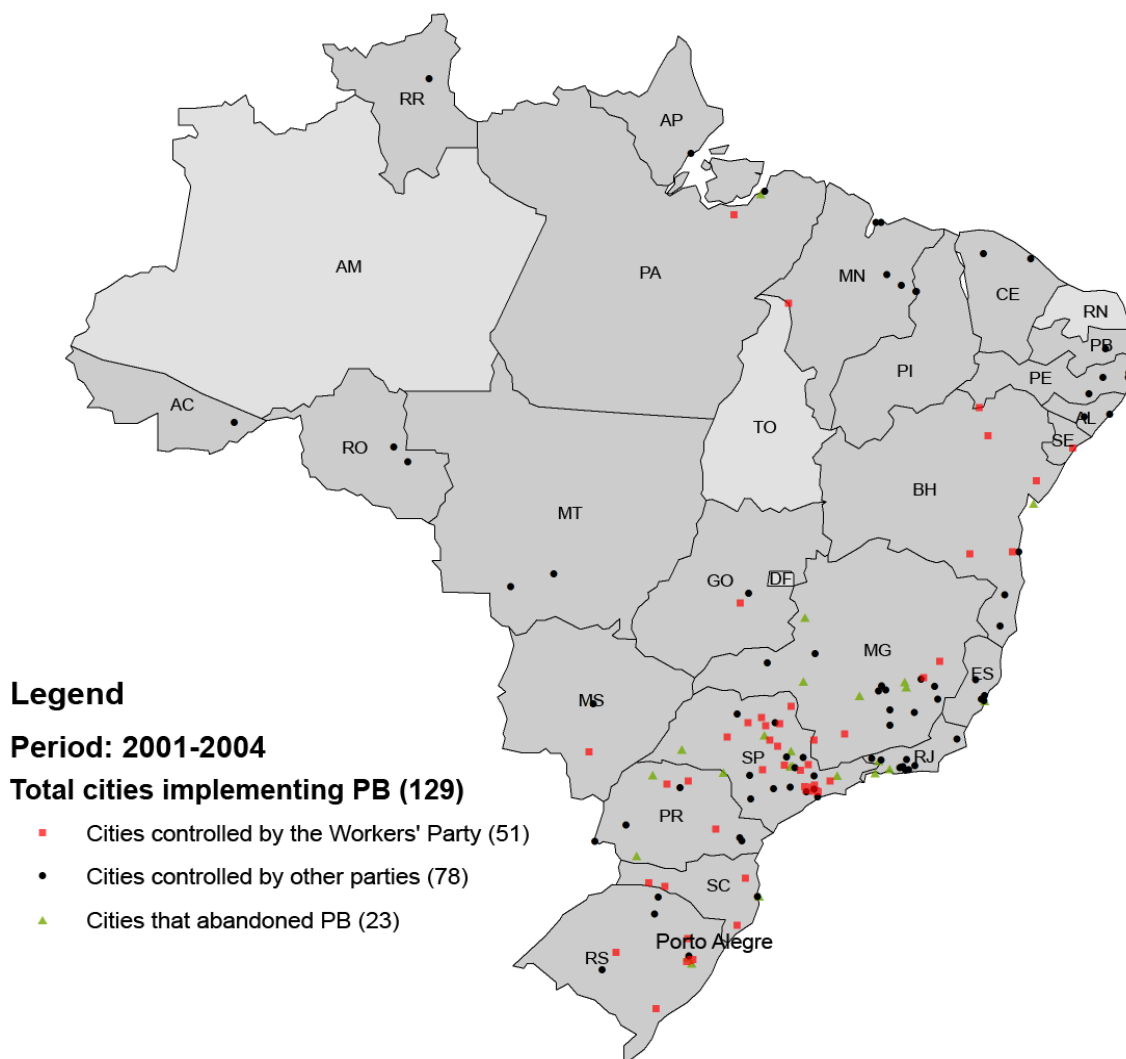 RR
AP
AM
PA
MN
CE
RN
PB
PI
PE
AC
TO
AL
RO
SE
BH
MT
GO
DF
MG
ES
MS
SP
RJ
PR
SC
Porto Alegre
RS
Legend
Period: 2001-2004
Total cities implementing PB (129)
Cities controlled by the Workers' Party (51)
Cities controlled by other parties (78)
Cities that abandoned PB (23)